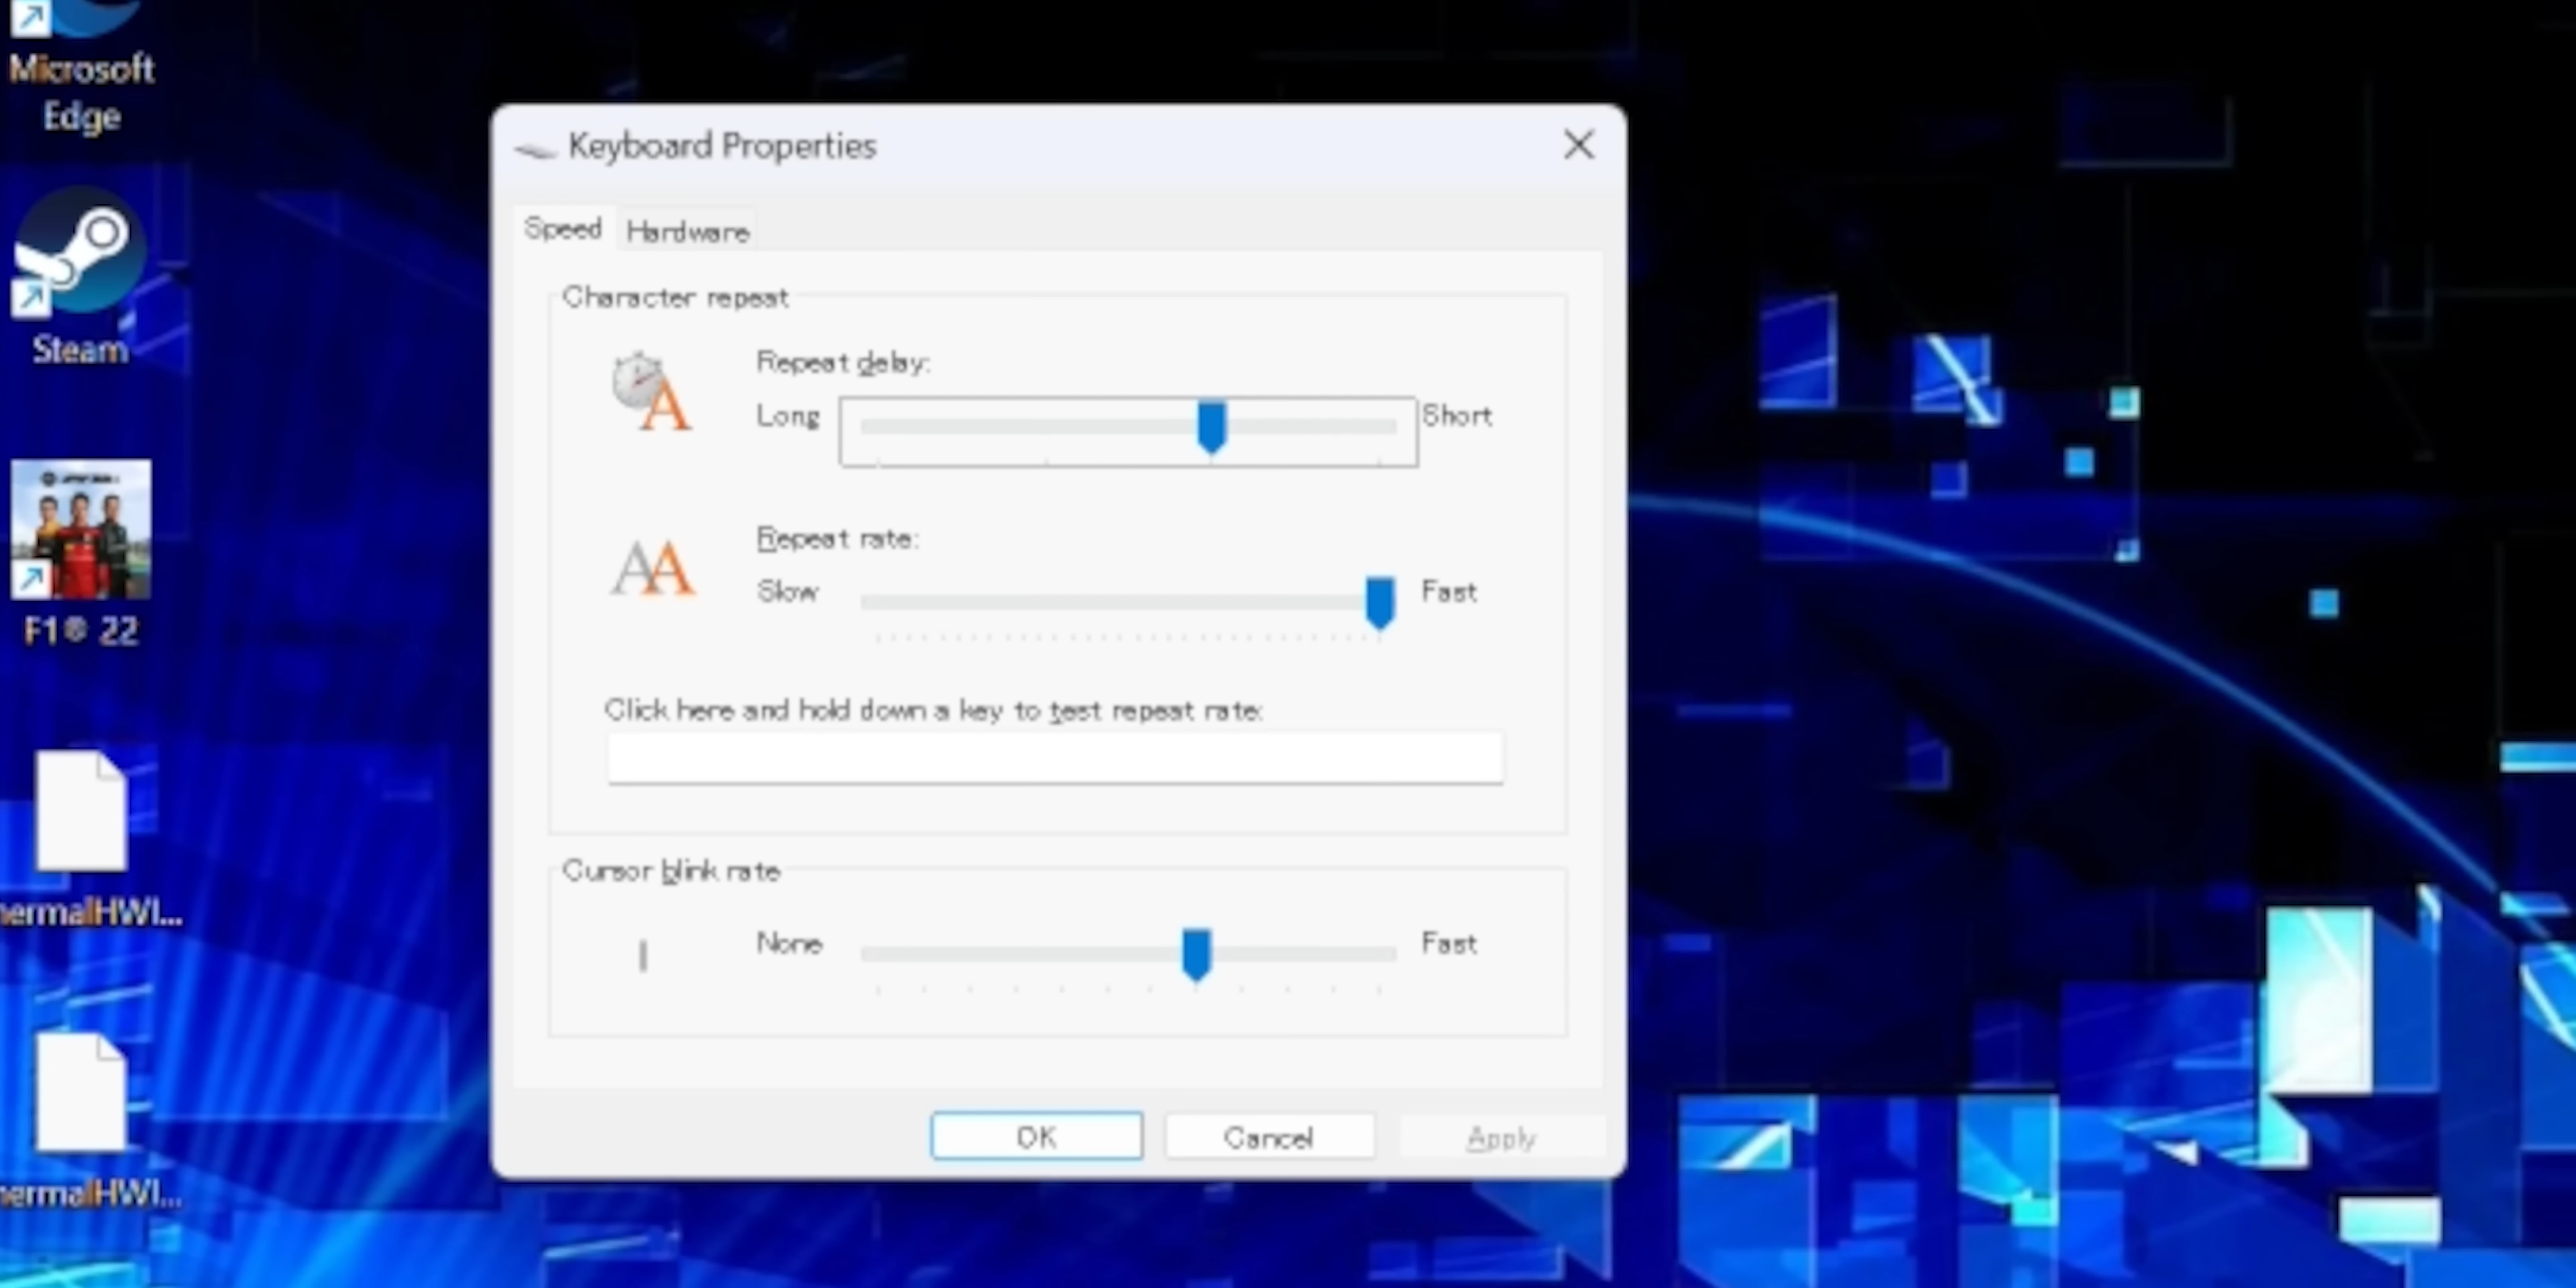 Microsoft
Edge
Steam
F1® 22
ermalHWI...
ermalHWI...
Keyboard Properties
Speed Hardware
Character repeat
Repeat delay:
Long Short
Repeat rate:
Slow Fast
Click here and hold down a key to test repeat rate:
Cursor blink rate
None Fast
OK Cancel Apply